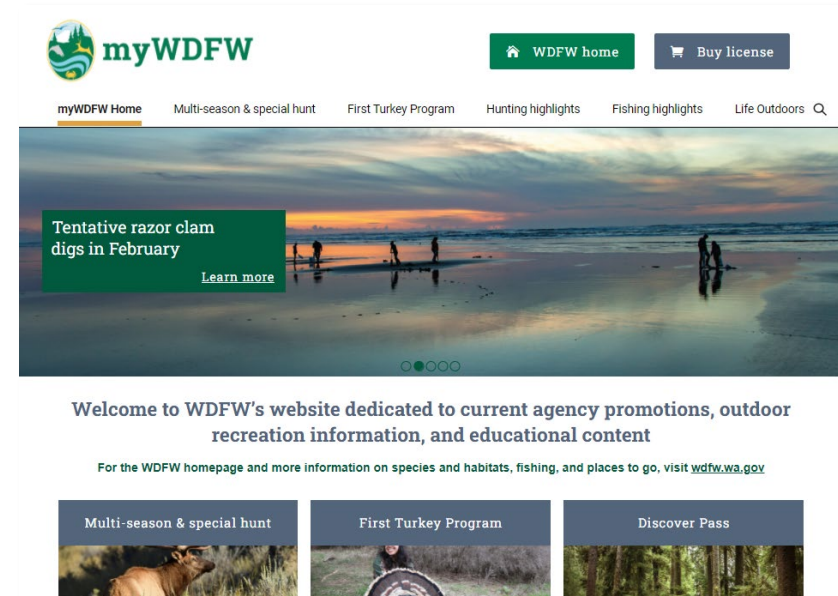 myWDFW
WDFW home
Buy license
myWDFW Home
Multi-season & special hunt
First Turkey Program
Hunting highlights
Fishing highlights
Life Outdoors
Tentative razor clam
digs in February
Learn more
Welcome to WDFW's website dedicated to current agency promotions, outdoor
recreation information, and educational content
For the WDFW homepage and more information on species and habitats, fishing, and places to go, visit wdfw.wa.gov
Multi-season & special hunt
First Turkey Program
Discover Pass